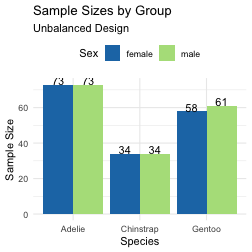 Sample Sizes by Group
Unbalanced Design
Sex female male
73 73
34 34
58 61
60
40
20
0
Sample Size
Adelie Chinstrap Gentoo
Species